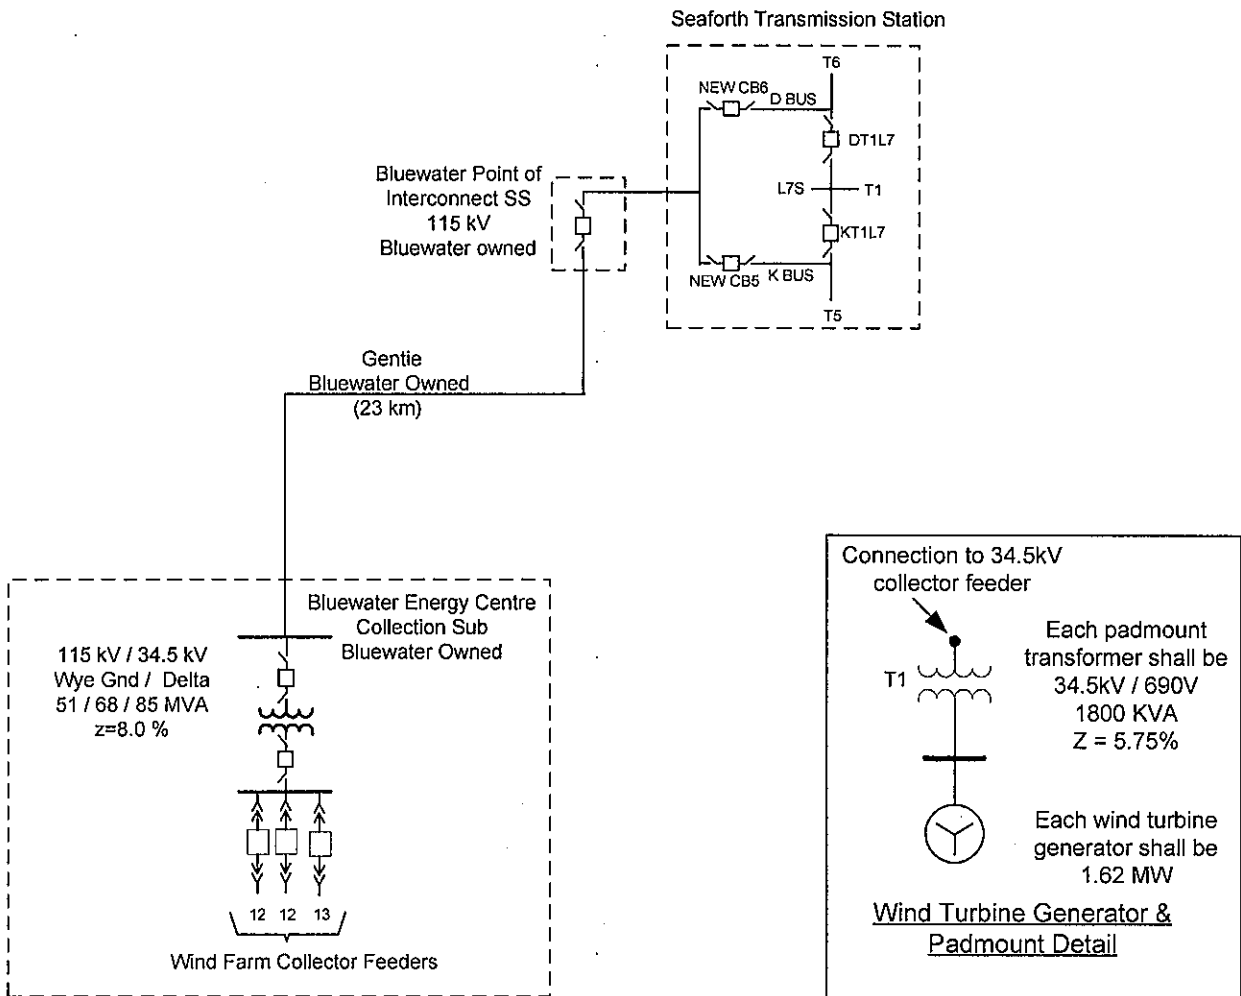 Seaforth Transmission Station
T6
NEW CB6
D BUS
DT1L7
L7S
T1
KT1L7
NEW CB5
K BUS
T5
Bluewater Point of
Interconnect SS
115 kV
Bluewater owned
Gentie
Bluewater Owned
(23 km)
Bluewater Energy Centre
Collection Sub
Bluewater Owned
115 kV / 34.5 kV
Wye Gnd / Delta
51 / 68 / 85 MVA
z=8.0 %
12 12 13
Wind Farm Collector Feeders
Connection to 34.5kV
collector feeder
T1
Each padmount
transformer shall be
34.5kV / 690V
1800 KVA
Z = 5.75%
Each wind turbine
generator shall be
1.62 MW
Wind Turbine Generator &
Padmount Detail